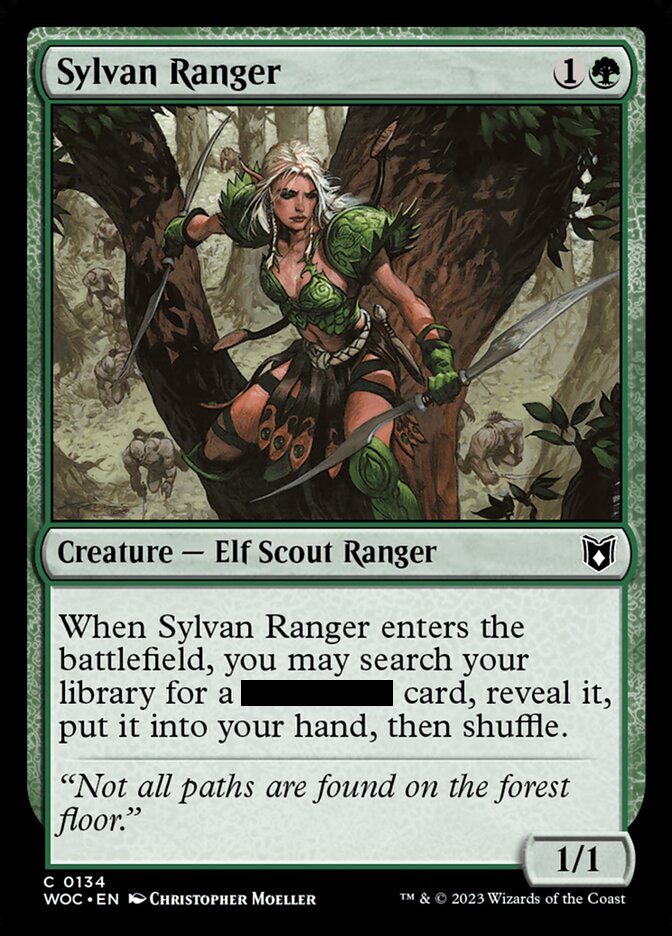 Sylvan Ranger 1
Creature — Elf Scout Ranger
When Sylvan Ranger enters the
battlefield, you may search your
library for a card, reveal it,
put it into your hand, then shuffle.
“Not all paths are found on the forest
floor.”
1/1
C 0134
WOC • EN Christopher Moeller
™ & © 2023 Wizards of the Coast